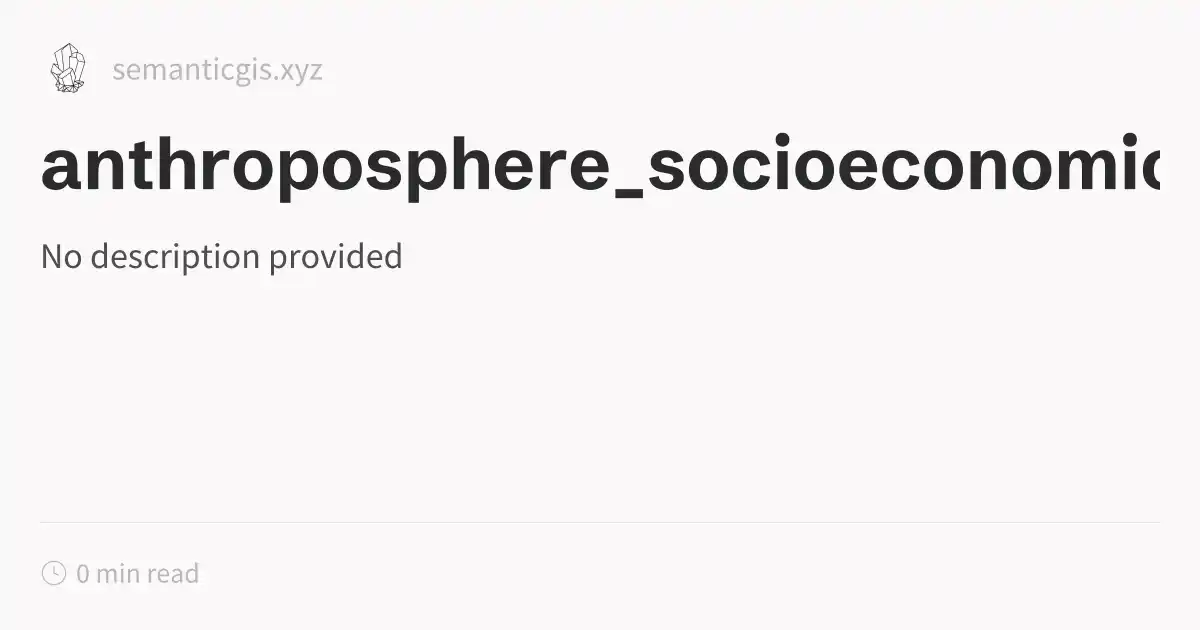 semanticgis.xyz
anthroposphere_socioeconomic
No description provided
0 min read